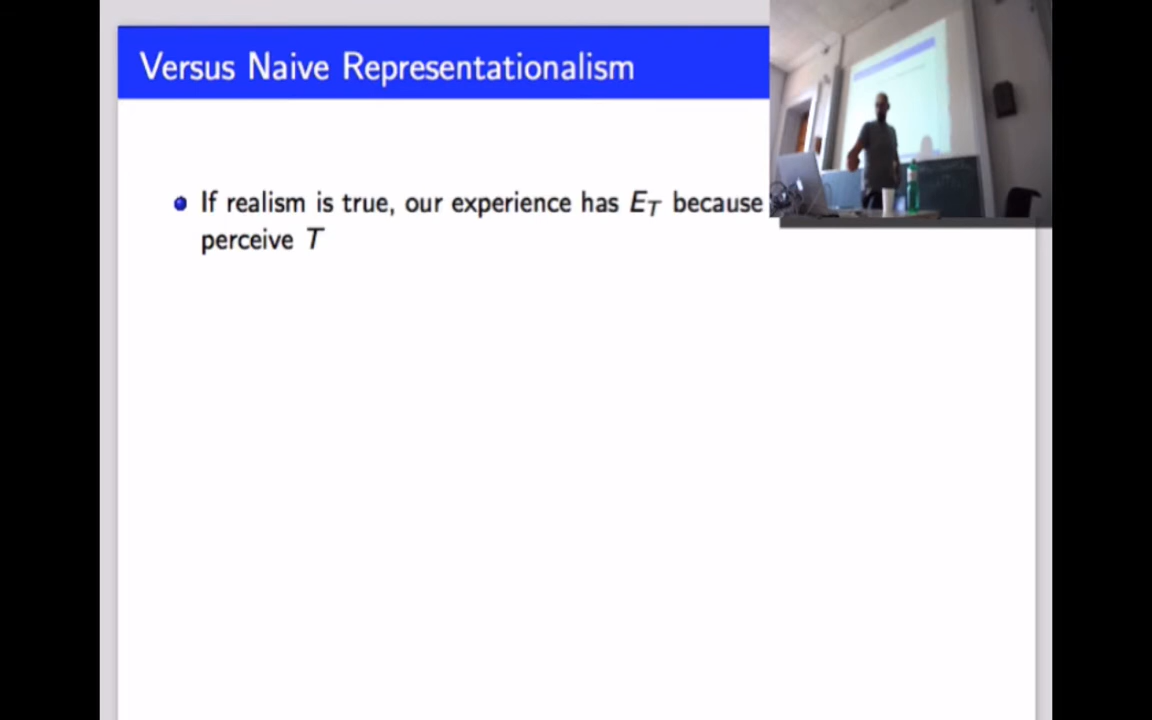 Versus Naive Representationalism
If realism is true, our experience has E_T because
perceive T